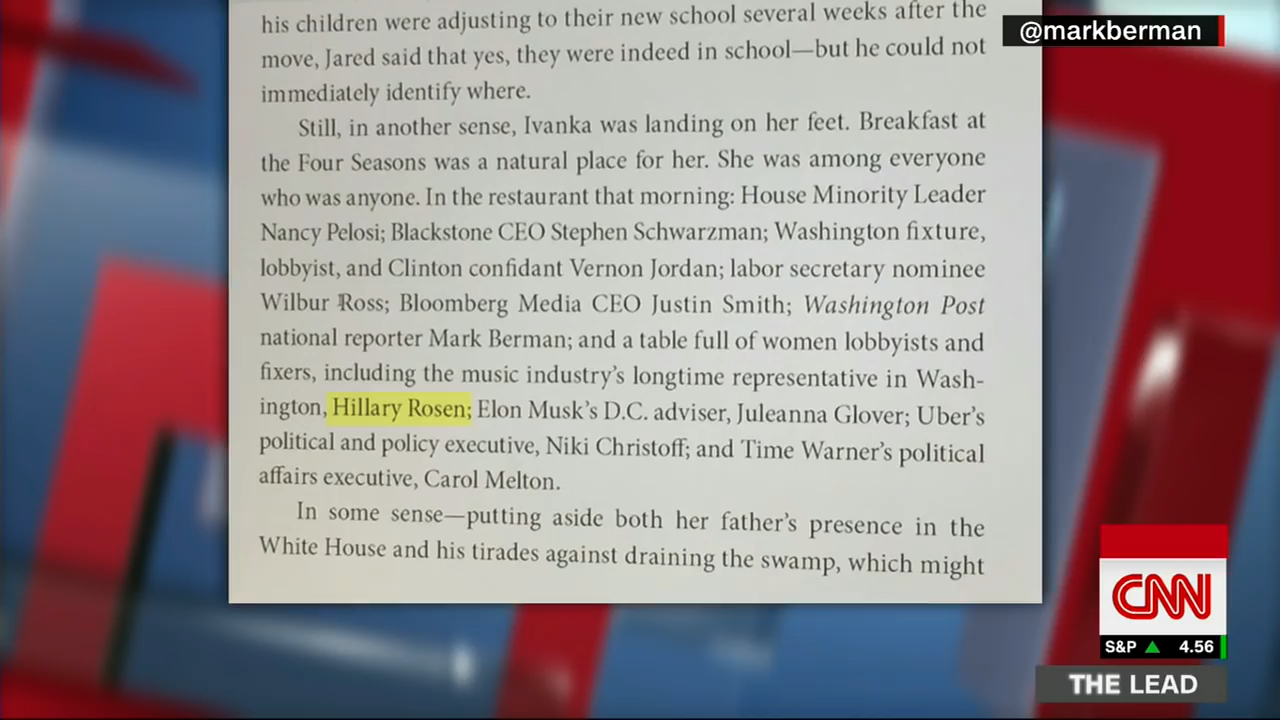 his children were adjusting to their new school several weeks after the
@markberman
move, Jared said that yes, they were indeed in school—but he could not
immediately identify where.
Still, in another sense, Ivanka was landing on her feet. Breakfast at
the Four Seasons was a natural place for her. She was among everyone
who was anyone. In the restaurant that morning: House Minority Leader
Nancy Pelosi; Blackstone CEO Stephen Schwarzman; Washington fixture,
lobbyist, and Clinton confidant Vernon Jordan; labor secretary nominee
Wilbur Ross; Bloomberg Media CEO Justin Smith; Washington Post
national reporter Mark Berman; and a table full of women lobbyists and
fixers, including the music industry's longtime representative in Wash-
ington, Hillary Rosen; Elon Musk's D.C. adviser, Juleanna Glover; Uber's
political and policy executive, Niki Christoff; and Time Warner's political
affairs executive, Carol Melton.
In some sense—putting aside both her father's presence in the
White House and his tirades against draining the swamp, which might
CNN
S&P ▲ 4.56
THE LEAD